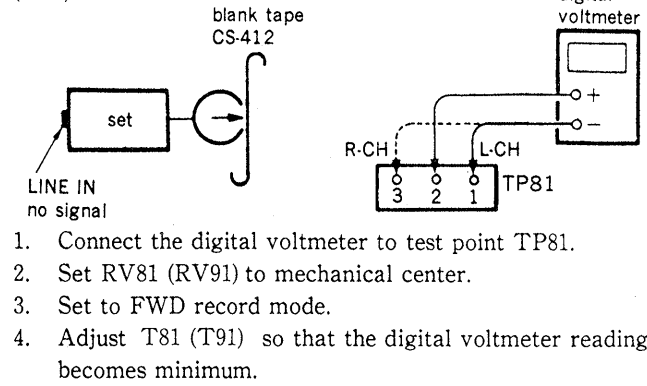 blank tape
CS-412
voltmeter
set
+
−
R-CH
L-CH
TP81
3 2 1
LINE IN
no signal
1. Connect the digital voltmeter to test point TP81.
2. Set RV81 (RV91) to mechanical center.
3. Set to FWD record mode.
4. Adjust T81 (T91) so that the digital voltmeter reading
becomes minimum.